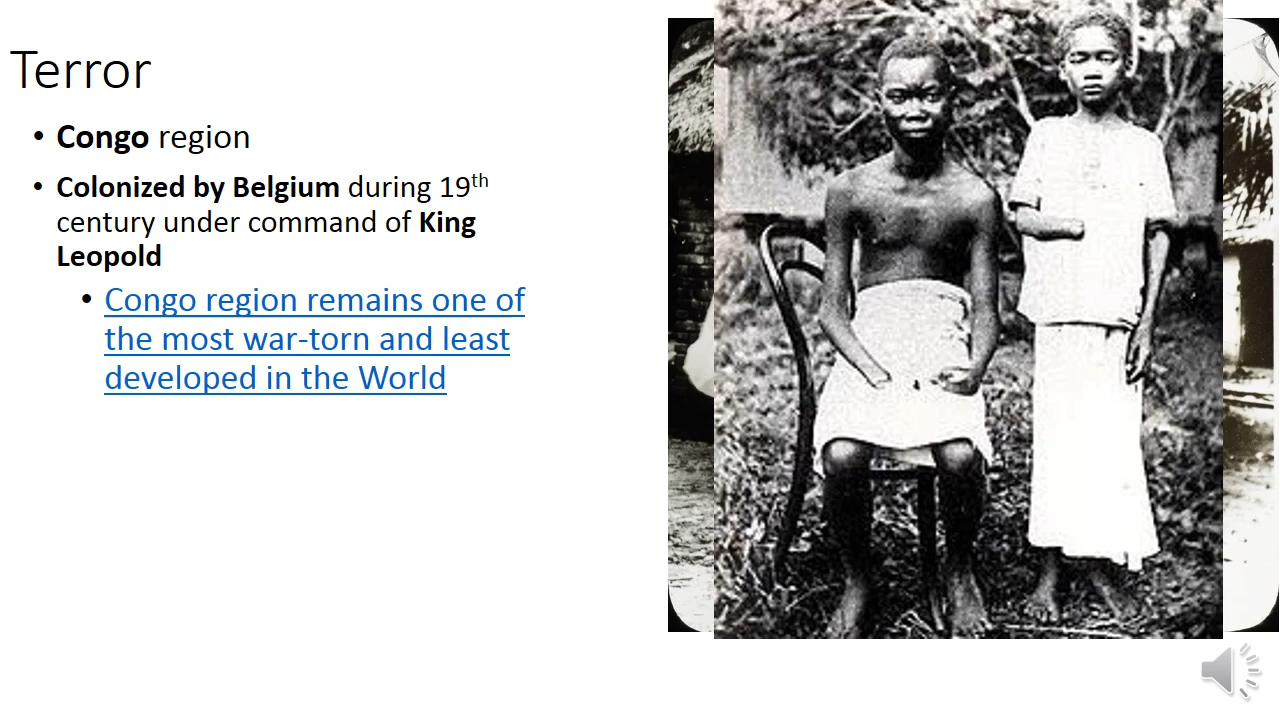 Terror
• Congo region
• Colonized by Belgium during 19th
century under command of King
Leopold
• Congo region remains one of
the most war-torn and least
developed in the World